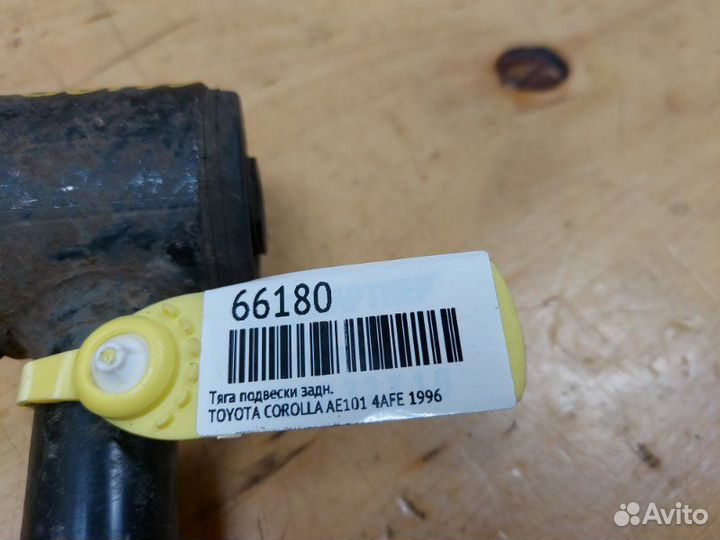 66180
Тяга подвески задн.
TOYOTA COROLLA AE101 4AFE 1996
Avito